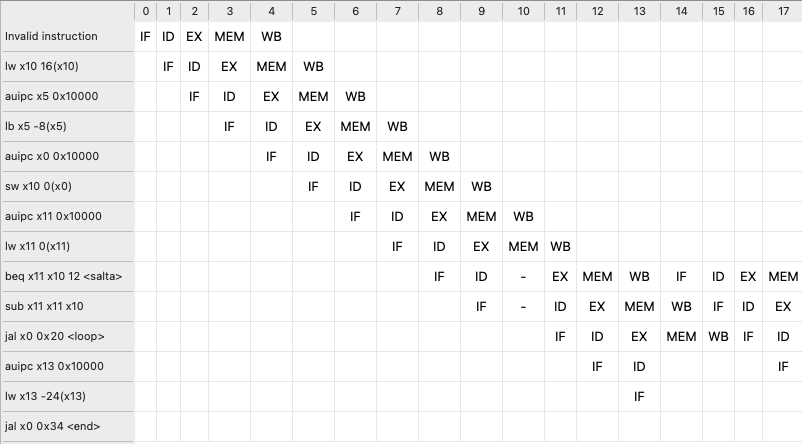 0 1 2 3 4 5 6 7 8 9 10 11 12 13 14 15 16 17
Invalid instruction IF ID EX MEM WB
lw x10 16(x10) IF ID EX MEM WB
auipc x5 0x10000 IF ID EX MEM WB
lb x5 -8(x5) IF ID EX MEM WB
auipc x0 0x10000 IF ID EX MEM WB
sw x10 0(x0) IF ID EX MEM WB
auipc x11 0x10000 IF ID EX MEM WB
lw x11 0(x11) IF ID EX MEM WB
beq x11 x10 12 <salta> IF ID - EX MEM WB IF ID EX MEM
sub x11 x11 x10 IF - ID EX MEM WB IF ID EX
jal x0 0x20 <loop> IF ID EX MEM WB IF ID
auipc x13 0x10000 IF ID IF
lw x13 -24(x13) IF
jal x0 0x34 <end>